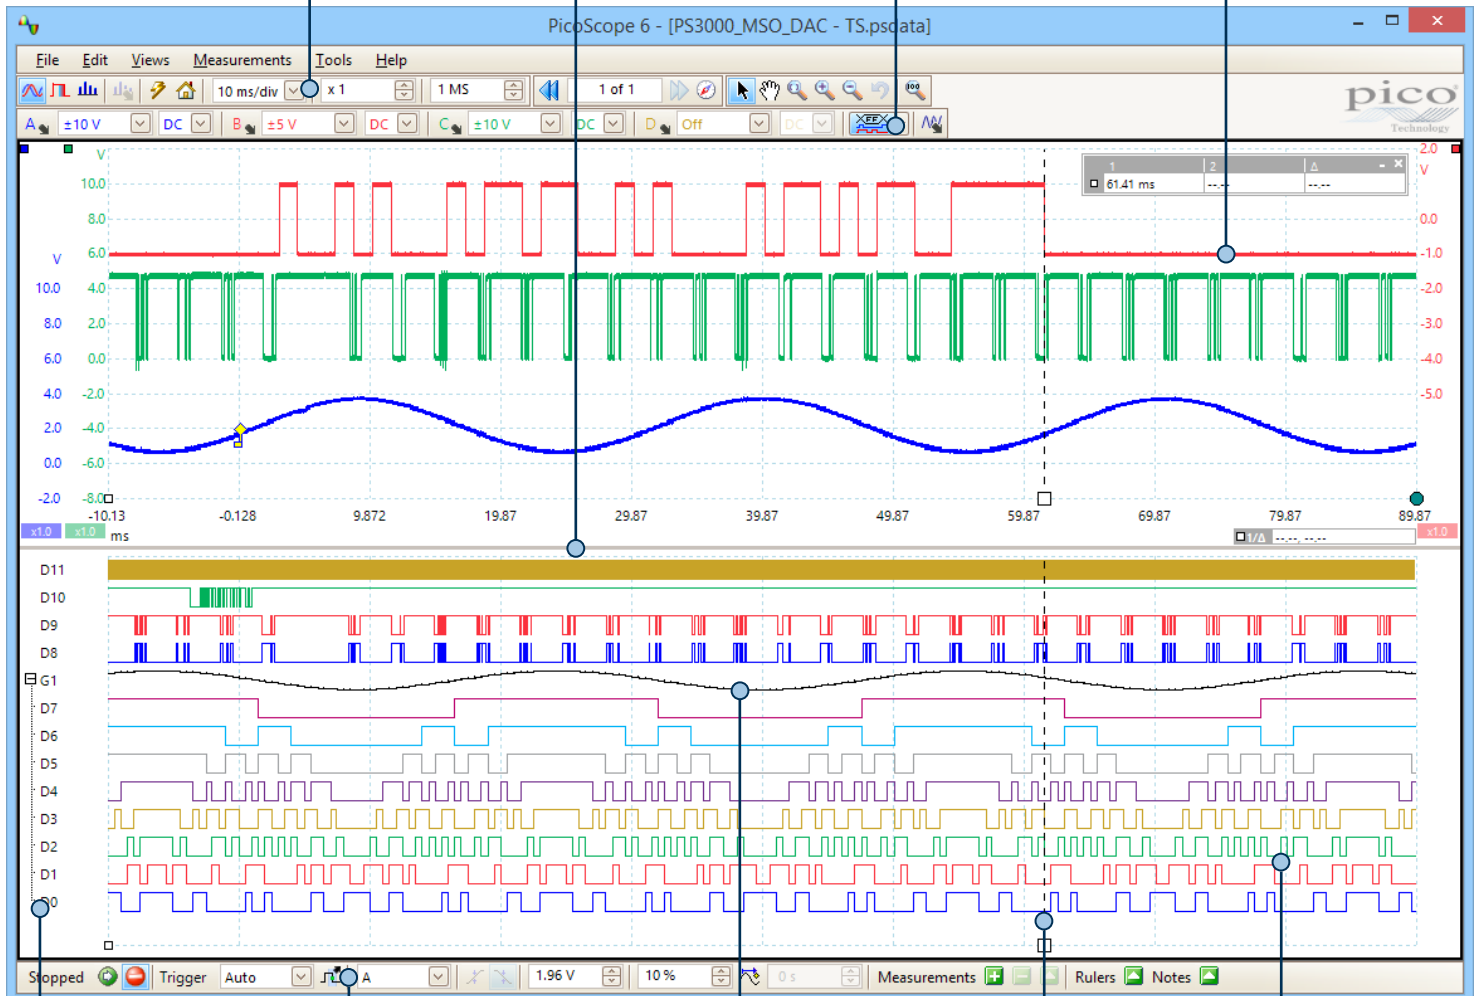 PicoScope 6 - [PS3000_MSO_DAC - TS.psdata]
File Edit Views Measurements Tools Help
10 ms/div x 1 1 MS 1 of 1
pico
Technology
A ±10 V DC B ±5 V DC C ±10 V DC D Off DC
V 2.0
V
1 2 Δ
61.41 ms --.-- --.--
10.0
8.0 0.0
V 6.0 -1.0
10.0 4.0 -2.0
8.0 2.0 -3.0
6.0 0.0 -4.0
4.0 -2.0 -5.0
2.0 -4.0
0.0 -6.0
-2.0 -8.0
-10.13 -0.128 9.872 19.87 29.87 39.87 49.87 59.87 69.87 79.87 89.87
x1.0 x1.0 ms 1/Δ --.--, --.-- x1.0
D11
D10
D9
D8
G1
D7
D6
D5
D4
D3
D2
D1
D0
Stopped Trigger Auto A 1.96 V 10 % 0 s Measurements Rulers Notes